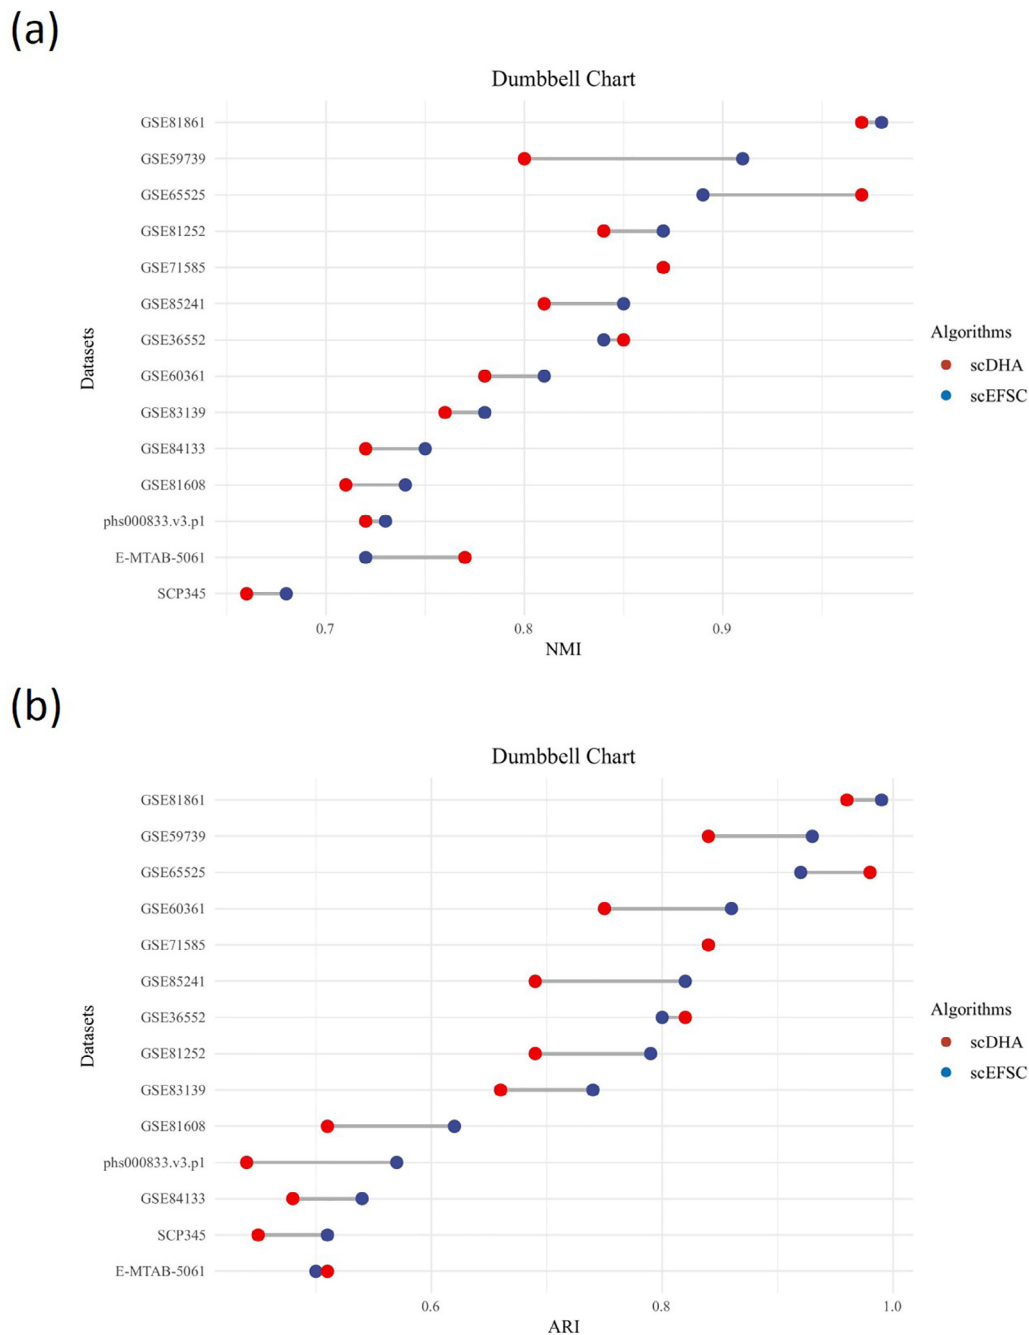 (a)
Dumbbell Chart
GSE81861
GSE59739
GSE65525
GSE81252
GSE71585
GSE85241
GSE36552
GSE60361
GSE83139
GSE84133
GSE81608
phs000833.v3.p1
E-MTAB-5061
SCP345
Datasets
0.7 0.8 0.9
NMI
Algorithms
scDHA
scEFSC
(b)
Dumbbell Chart
GSE81861
GSE59739
GSE65525
GSE60361
GSE71585
GSE85241
GSE36552
GSE81252
GSE83139
GSE81608
phs000833.v3.p1
GSE84133
SCP345
E-MTAB-5061
Datasets
0.6 0.8 1.0
ARI
Algorithms
scDHA
scEFSC